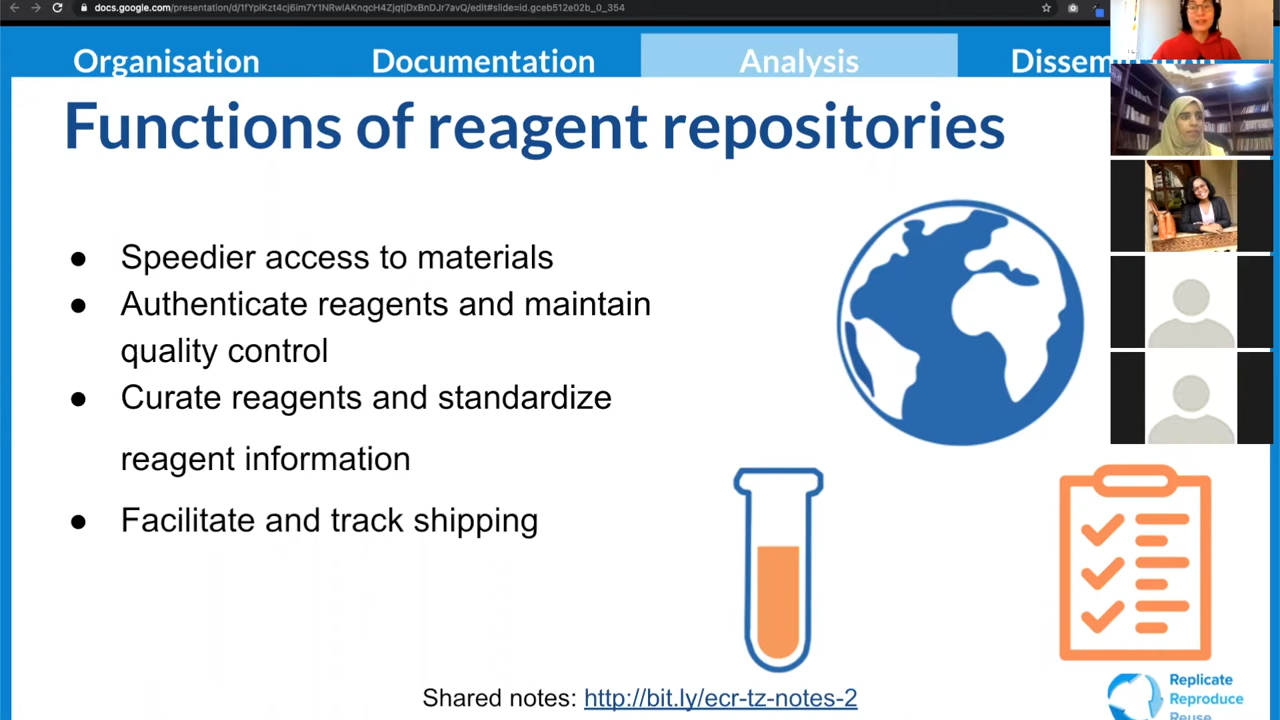 docs.google.com/presentation/d/1fYpIKzt4cj6im7Y1NRwIAKnqcH4ZjqtjDxBnDJr7avQ/edit#slide=id.gceb512e02b_0_354
Organisation Documentation Analysis
Functions of reagent repositories
● Speedier access to materials
● Authenticate reagents and maintain
quality control
● Curate reagents and standardize
reagent information
● Facilitate and track shipping
Shared notes: http://bit.ly/ecr-tz-notes-2
Replicate
Reproduce
Reuse